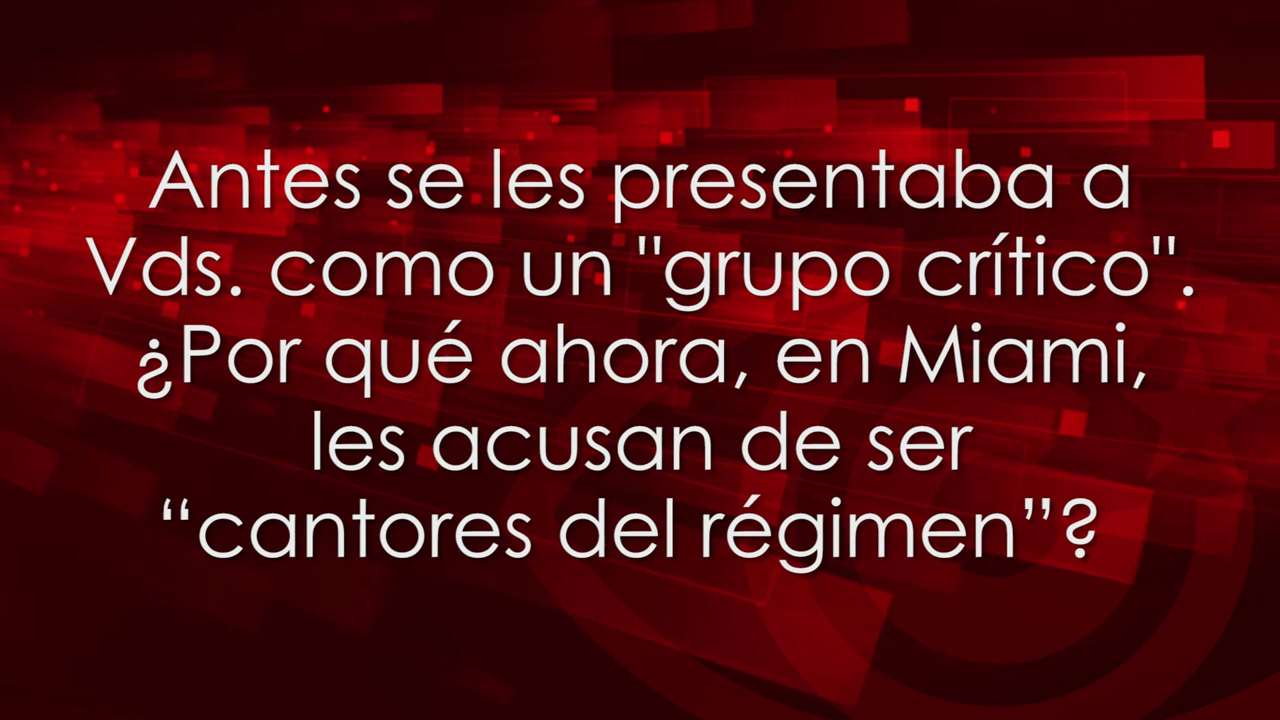 Antes se les presentaba a
Vds. como un "grupo crítico".
¿Por qué ahora, en Miami,
les acusan de ser
“cantores del régimen”?